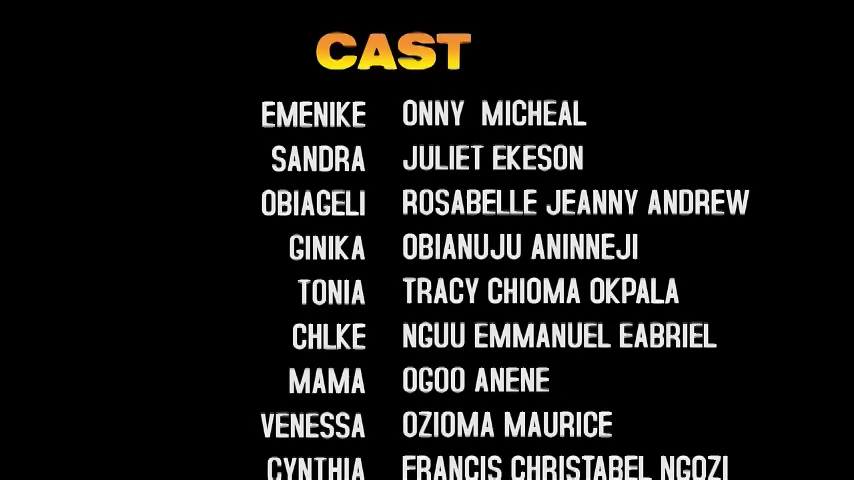 CAST
EMENIKE ONNY MICHEAL
SANDRA JULIET EKESON
OBIAGELI ROSABELLE JEANNY ANDREW
GINIKA OBIANUJU ANINNEJI
TONIA TRACY CHIOMA OKPALA
CHLKE NGUU EMMANUEL EABRIEL
MAMA OGOO ANENE
VENESSA OZIOMA MAURICE
CYNTHIA FRANCIS CHRISTABEL NGOZI